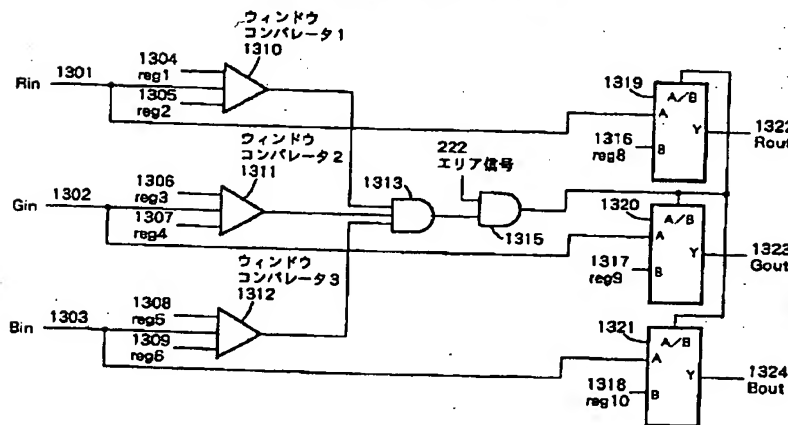 ウィンドウ
コンパレータ1
1310
1304
reg1
Rin
1301
1305
reg2
1319
A/B
A
Y
1322
Rout
1316
reg8
B
ウィンドウ
コンパレータ2
1311
222
エリア信号
1306
reg3
1313
Gin
1302
1307
reg4
1315
1320
A/B
A
Y
1323
Gout
1317
reg9
B
ウィンドウ
コンパレータ3
1312
1308
reg5
Bin
1303
1309
reg6
1321
A/B
A
Y
1324
Bout
1318
reg10
B